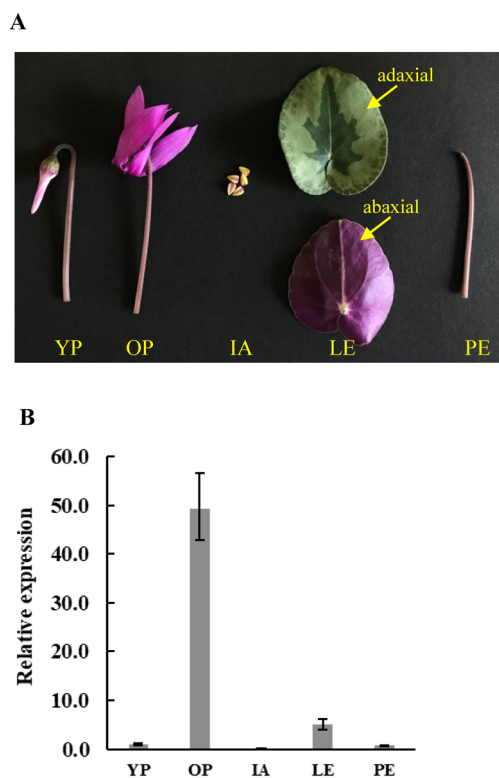 A
adaxial
abaxial
YP OP IA LE PE
B
Relative expression
60.0
50.0
40.0
30.0
20.0
10.0
0.0
YP OP IA LE PE